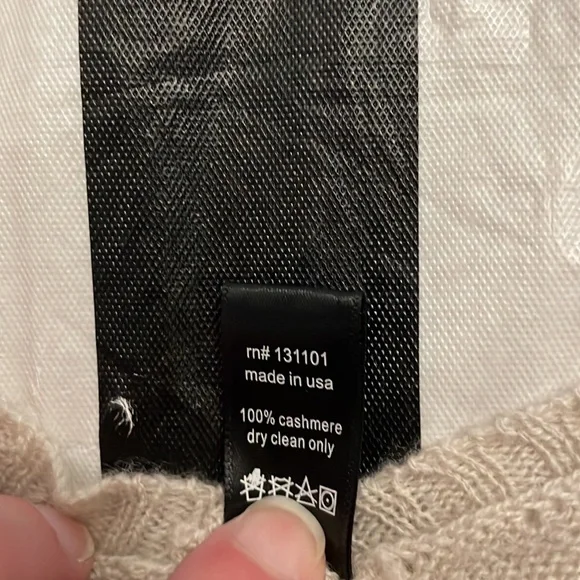 rn# 131101
made in usa
100% cashmere
dry clean only